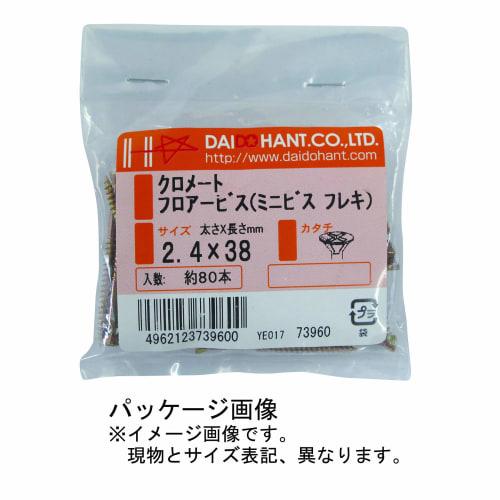 DAIDOHANT.CO.,LTD.
http://www.daidohant.com
クロメート
フロアービス(ミニビス フレキ)
サイズ 太さX長さmm
カタチ
2.4×38
入数: 約80本
4962123739600
YE017 73960
プラ
袋
パッケージ画像
※イメージ画像です。
現物とサイズ表記、異なります。